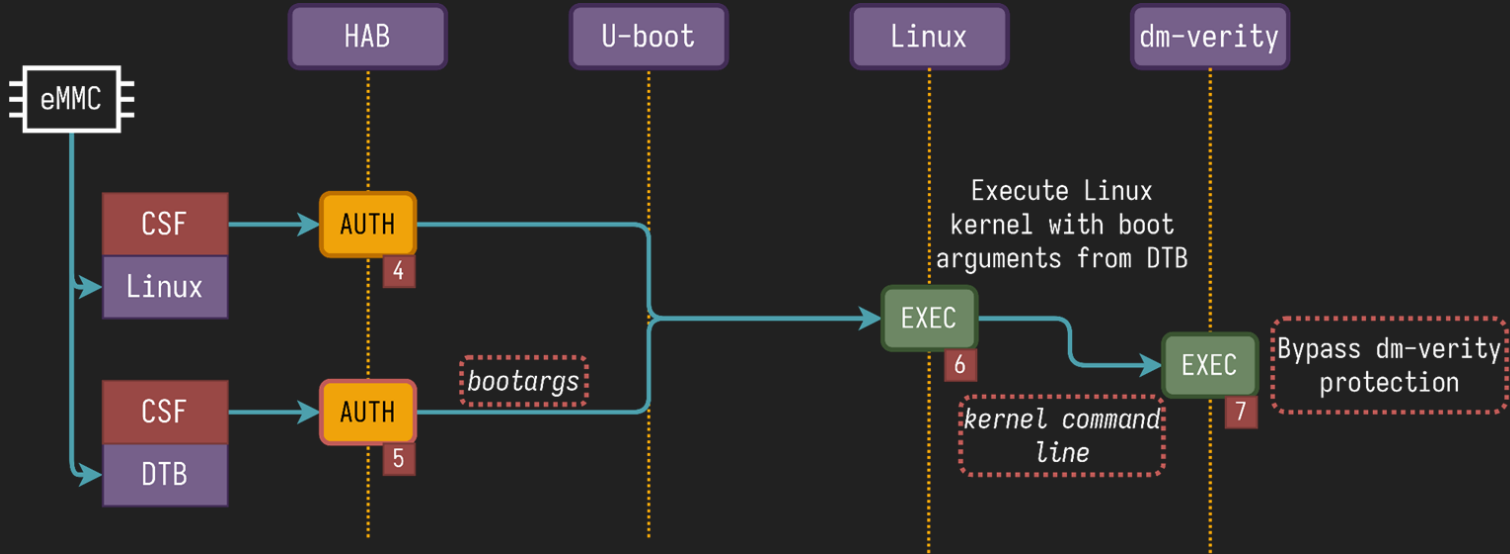 HAB
U-boot
Linux
dm-verity
eMMC
CSF
Linux
AUTH
4
Execute Linux
kernel with boot
arguments from DTB
CSF
DTB
AUTH
5
bootargs
EXEC
6
kernel command
line
EXEC
7
Bypass dm-verity
protection